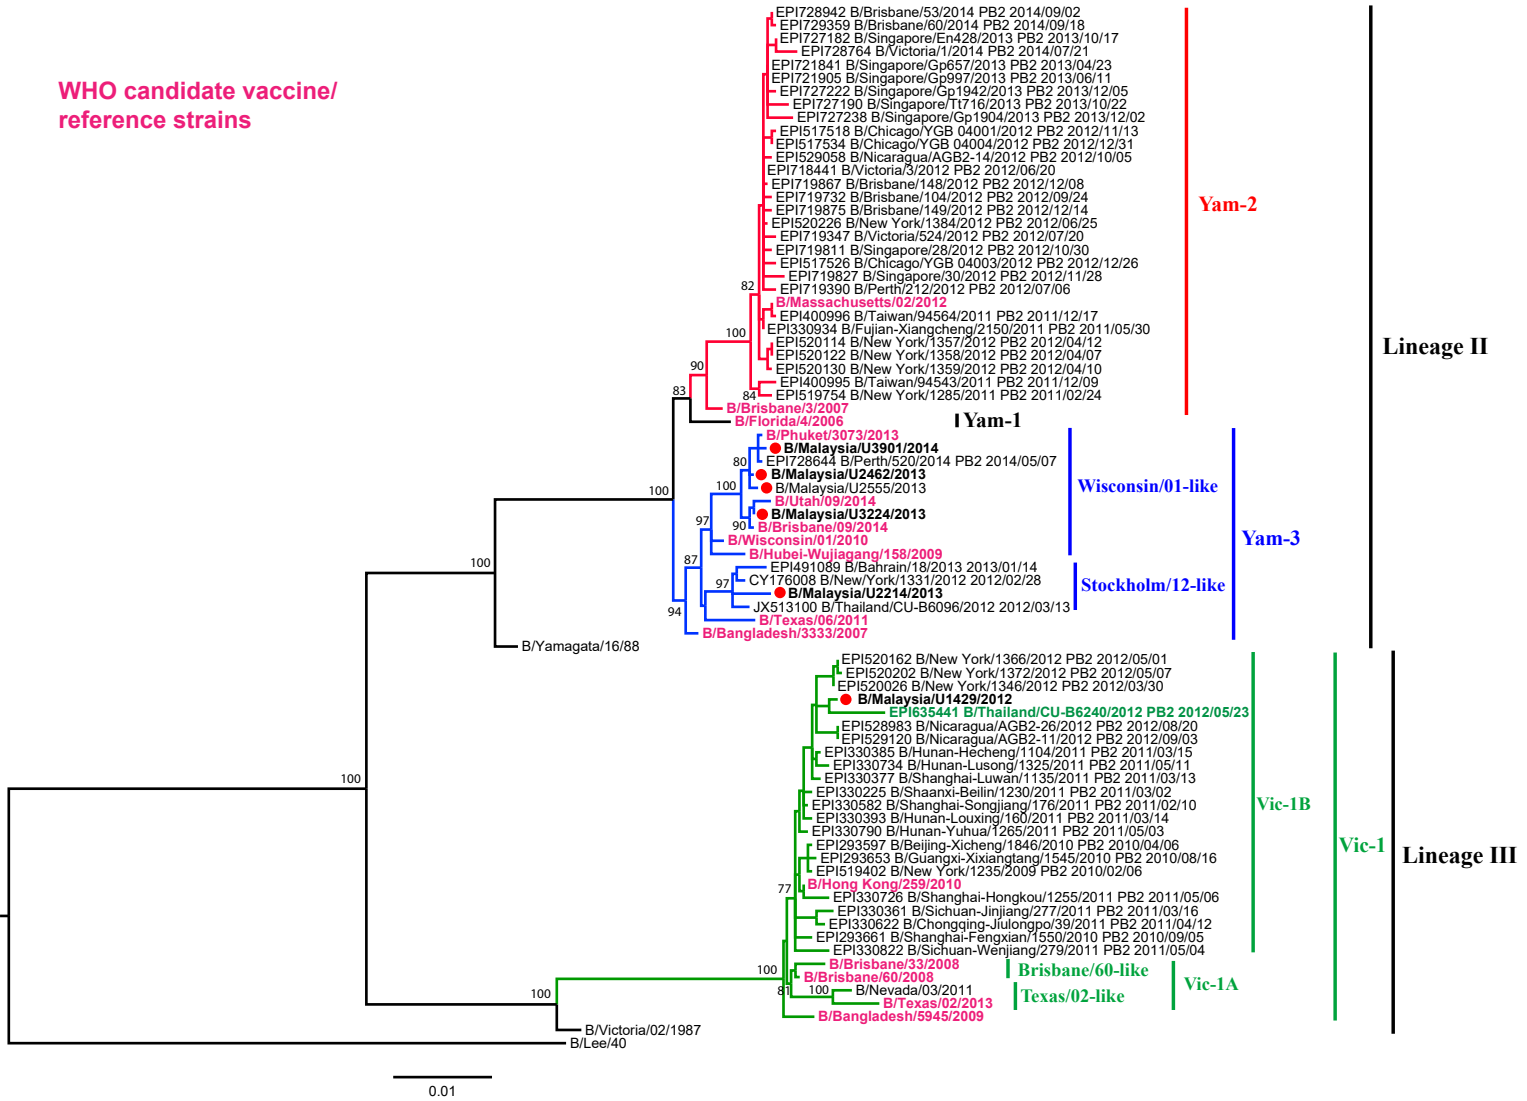 WHO candidate vaccine/
reference strains
EPI728942 B/Brisbane/53/2014 PB2 2014/09/02
EPI729359 B/Brisbane/60/2014 PB2 2014/09/18
EPI727182 B/Singapore/En428/2013 PB2 2013/10/17
EPI728764 B/Victoria/1/2014 PB2 2014/07/21
EPI721841 B/Singapore/Gp657/2013 PB2 2013/04/23
EPI721905 B/Singapore/Gp997/2013 PB2 2013/06/11
EPI727222 B/Singapore/Gp1942/2013 PB2 2013/12/05
EPI727190 B/Singapore/Tt716/2013 PB2 2013/10/22
EPI727238 B/Singapore/Gp1904/2013 PB2 2013/12/02
EPI517518 B/Chicago/YGB 04001/2012 PB2 2012/11/13
EPI517534 B/Chicago/YGB 04004/2012 PB2 2012/12/31
EPI529058 B/Nicaragua/AGB2-14/2012 PB2 2012/10/05
EPI718441 B/Victoria/3/2012 PB2 2012/06/20
EPI719867 B/Brisbane/148/2012 PB2 2012/12/08
EPI719732 B/Brisbane/104/2012 PB2 2012/09/24
EPI719875 B/Brisbane/149/2012 PB2 2012/12/14
EPI520226 B/New York/1384/2012 PB2 2012/06/25
EPI719347 B/Victoria/524/2012 PB2 2012/07/20
EPI719811 B/Singapore/28/2012 PB2 2012/10/30
EPI517526 B/Chicago/YGB 04003/2012 PB2 2012/12/26
EPI719827 B/Singapore/30/2012 PB2 2012/11/28
EPI719390 B/Perth/212/2012 PB2 2012/07/06
B/Massachusetts/02/2012
EPI400996 B/Taiwan/94564/2011 PB2 2011/12/17
EPI330934 B/Fujian-Xiangcheng/2150/2011 PB2 2011/05/30
EPI520114 B/New York/1357/2012 PB2 2012/04/12
EPI520122 B/New York/1358/2012 PB2 2012/04/07
EPI520130 B/New York/1359/2012 PB2 2012/04/10
EPI400995 B/Taiwan/94543/2011 PB2 2011/12/09
EPI519754 B/New York/1285/2011 PB2 2011/02/24
B/Brisbane/3/2007
B/Florida/4/2006
82
100
90
83
84
Yam-2
Yam-1
Lineage II
B/Phuket/3073/2013
B/Malaysia/U3901/2014
EPI728644 B/Perth/520/2014 PB2 2014/05/07
B/Malaysia/U2462/2013
B/Malaysia/U2555/2013
B/Utah/09/2014
B/Malaysia/U3224/2013
B/Brisbane/09/2014
B/Wisconsin/01/2010
B/Hubei-Wujiagang/158/2009
EPI491089 B/Bahrain/18/2013 2013/01/14
CY176008 B/New/York/1331/2012 2012/02/28
B/Malaysia/U2214/2013
JX513100 B/Thailand/CU-B6096/2012 2012/03/13
B/Texas/06/2011
B/Bangladesh/3333/2007
80
100
90
97
87
97
94
100
100
Wisconsin/01-like
Stockholm/12-like
Yam-3
B/Yamagata/16/88
EPI520162 B/New York/1366/2012 PB2 2012/05/01
EPI520202 B/New York/1372/2012 PB2 2012/05/07
EPI520026 B/New York/1346/2012 PB2 2012/03/30
B/Malaysia/U1429/2012
EPI635441 B/Thailand/CU-B6240/2012 PB2 2012/05/23
EPI528983 B/Nicaragua/AGB2-26/2012 PB2 2012/08/20
EPI529120 B/Nicaragua/AGB2-11/2012 PB2 2012/09/03
EPI330385 B/Hunan-Hecheng/1104/2011 PB2 2011/03/15
EPI330734 B/Hunan-Lusong/1325/2011 PB2 2011/05/11
EPI330377 B/Shanghai-Luwan/1135/2011 PB2 2011/03/13
EPI330225 B/Shaanxi-Beilin/1230/2011 PB2 2011/03/02
EPI330582 B/Shanghai-Songjiang/176/2011 PB2 2011/02/10
EPI330393 B/Hunan-Louxing/160/2011 PB2 2011/03/14
EPI330790 B/Hunan-Yuhua/1265/2011 PB2 2011/05/03
EPI293597 B/Beijing-Xicheng/1846/2010 PB2 2010/04/06
EPI293653 B/Guangxi-Xixiangtang/1545/2010 PB2 2010/08/16
EPI519402 B/New York/1235/2009 PB2 2010/02/06
B/Hong Kong/259/2010
EPI330726 B/Shanghai-Hongkou/1255/2011 PB2 2011/05/06
EPI330361 B/Sichuan-Jinjiang/277/2011 PB2 2011/03/16
EPI330622 B/Chongqing-Jiulongpo/39/2011 PB2 2011/04/12
EPI293661 B/Shanghai-Fengxian/1550/2010 PB2 2010/09/05
EPI330822 B/Sichuan-Wenjiang/279/2011 PB2 2011/05/04
B/Brisbane/33/2008
B/Brisbane/60/2008
B/Nevada/03/2011
B/Texas/02/2013
B/Bangladesh/5945/2009
100
77
100
81
100
100
Vic-1B
Vic-1
Lineage III
Brisbane/60-like
Texas/02-like
Vic-1A
B/Victoria/02/1987
B/Lee/40
0.01